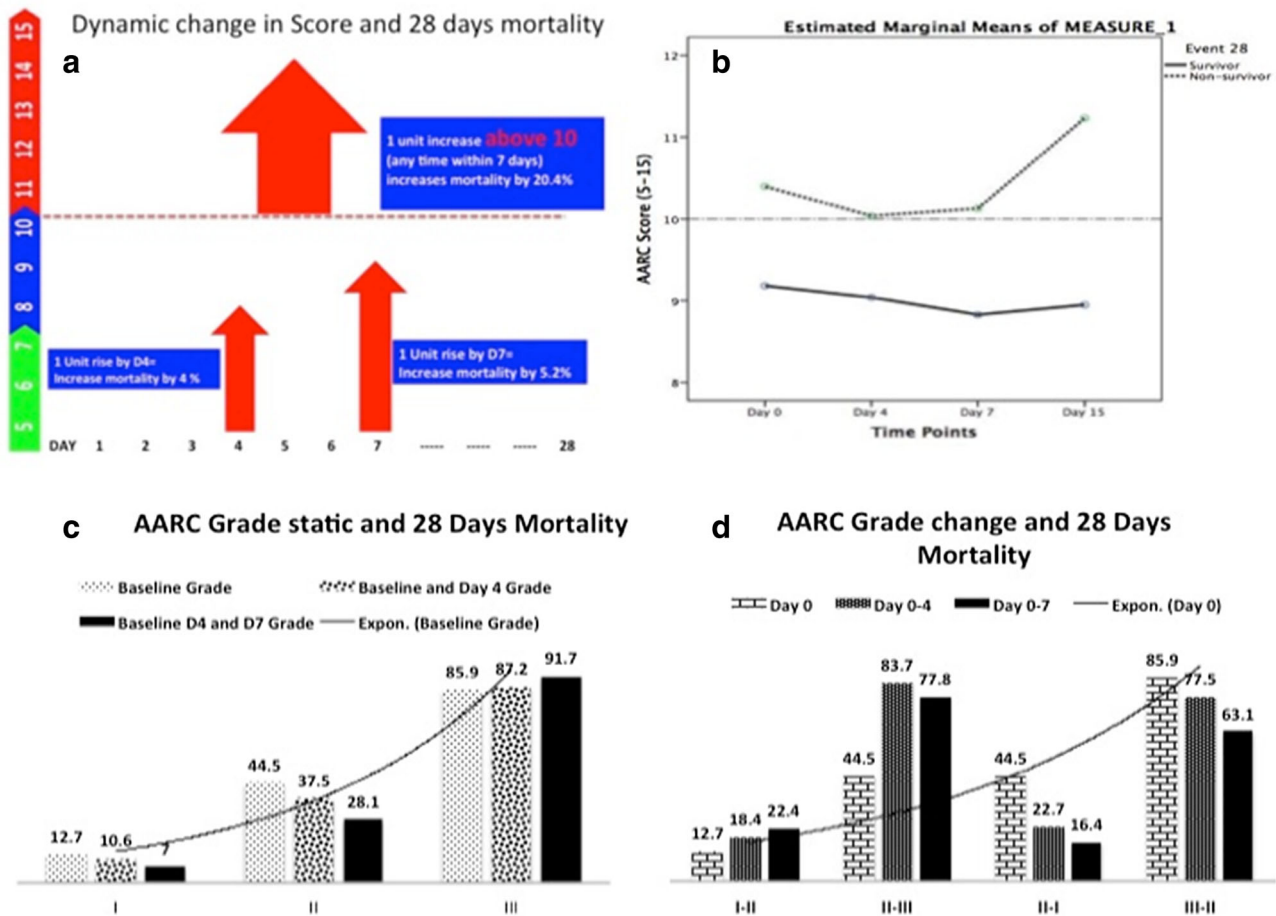 Dynamic change in Score and 28 days mortality
a
15
14
13
12
11
10
9
8
7
6
5
1 unit increase above 10
(any time within 7 days)
increases mortality by 20.4%
1 Unit rise by D4=
Increase mortality by 4 %
1 Unit rise by D7=
Increase mortality by 5.2%
DAY 1 2 3 4 5 6 7 ----- ----- ----- 28
Estimated Marginal Means of MEASURE_1
b
Event 28
Survivor
Non-survivor
AARC Score (5-15)
12
11
10
9
8
Day 0 Day 4 Day 7 Day 15
Time Points
c
AARC Grade static and 28 Days Mortality
Baseline Grade Baseline and Day 4 Grade
Baseline D4 and D7 Grade Expon. (Baseline Grade)
12.7 10.6 7
44.5 37.5 28.1
85.9 87.2 91.7
I II III
d
AARC Grade change and 28 Days
Mortality
Day 0 Day 0-4 Day 0-7 Expon. (Day 0)
12.7 18.4 22.4
44.5 83.7 77.8
44.5 22.7 16.4
85.9 77.5 63.1
I-II II-III II-I III-II